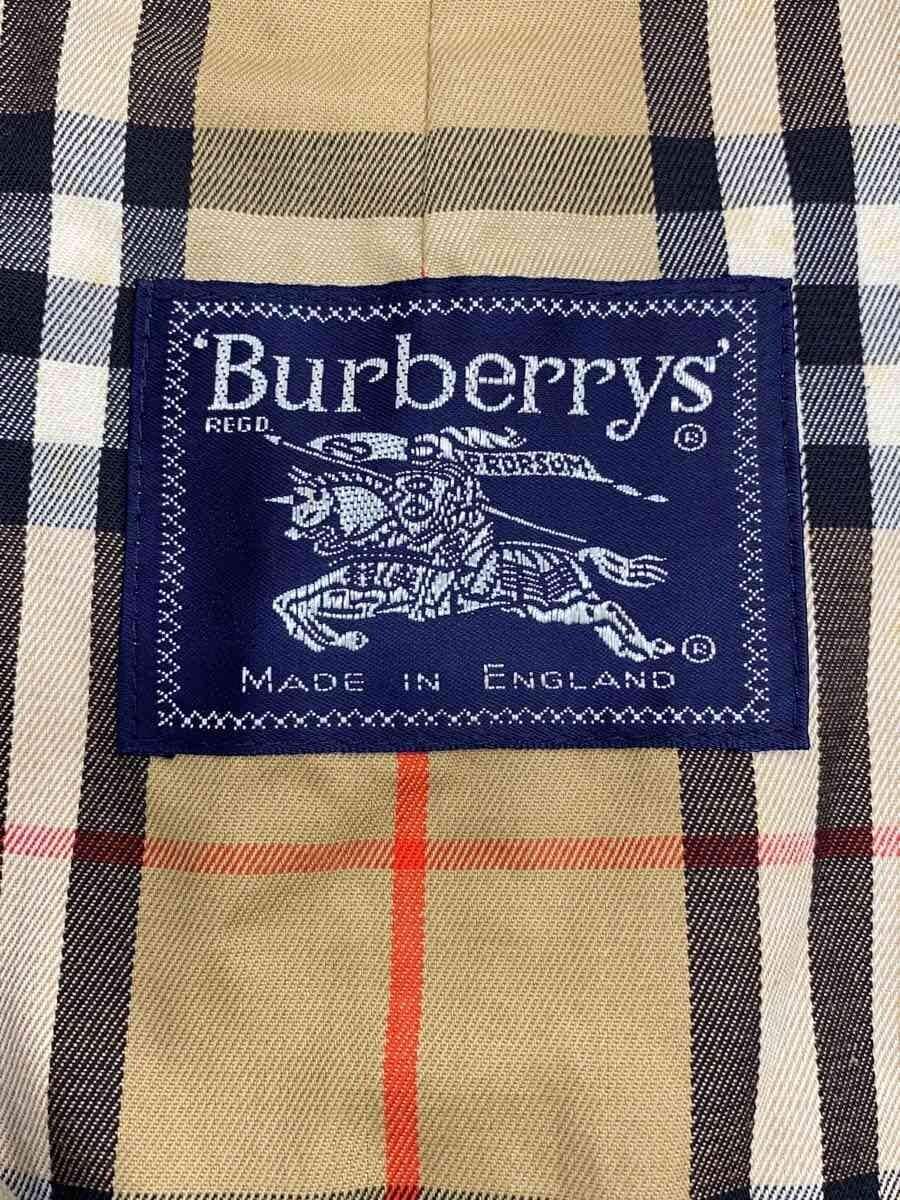 'Burberrys'
REGD. ®
PRORSUM
®
MADE IN ENGLAND